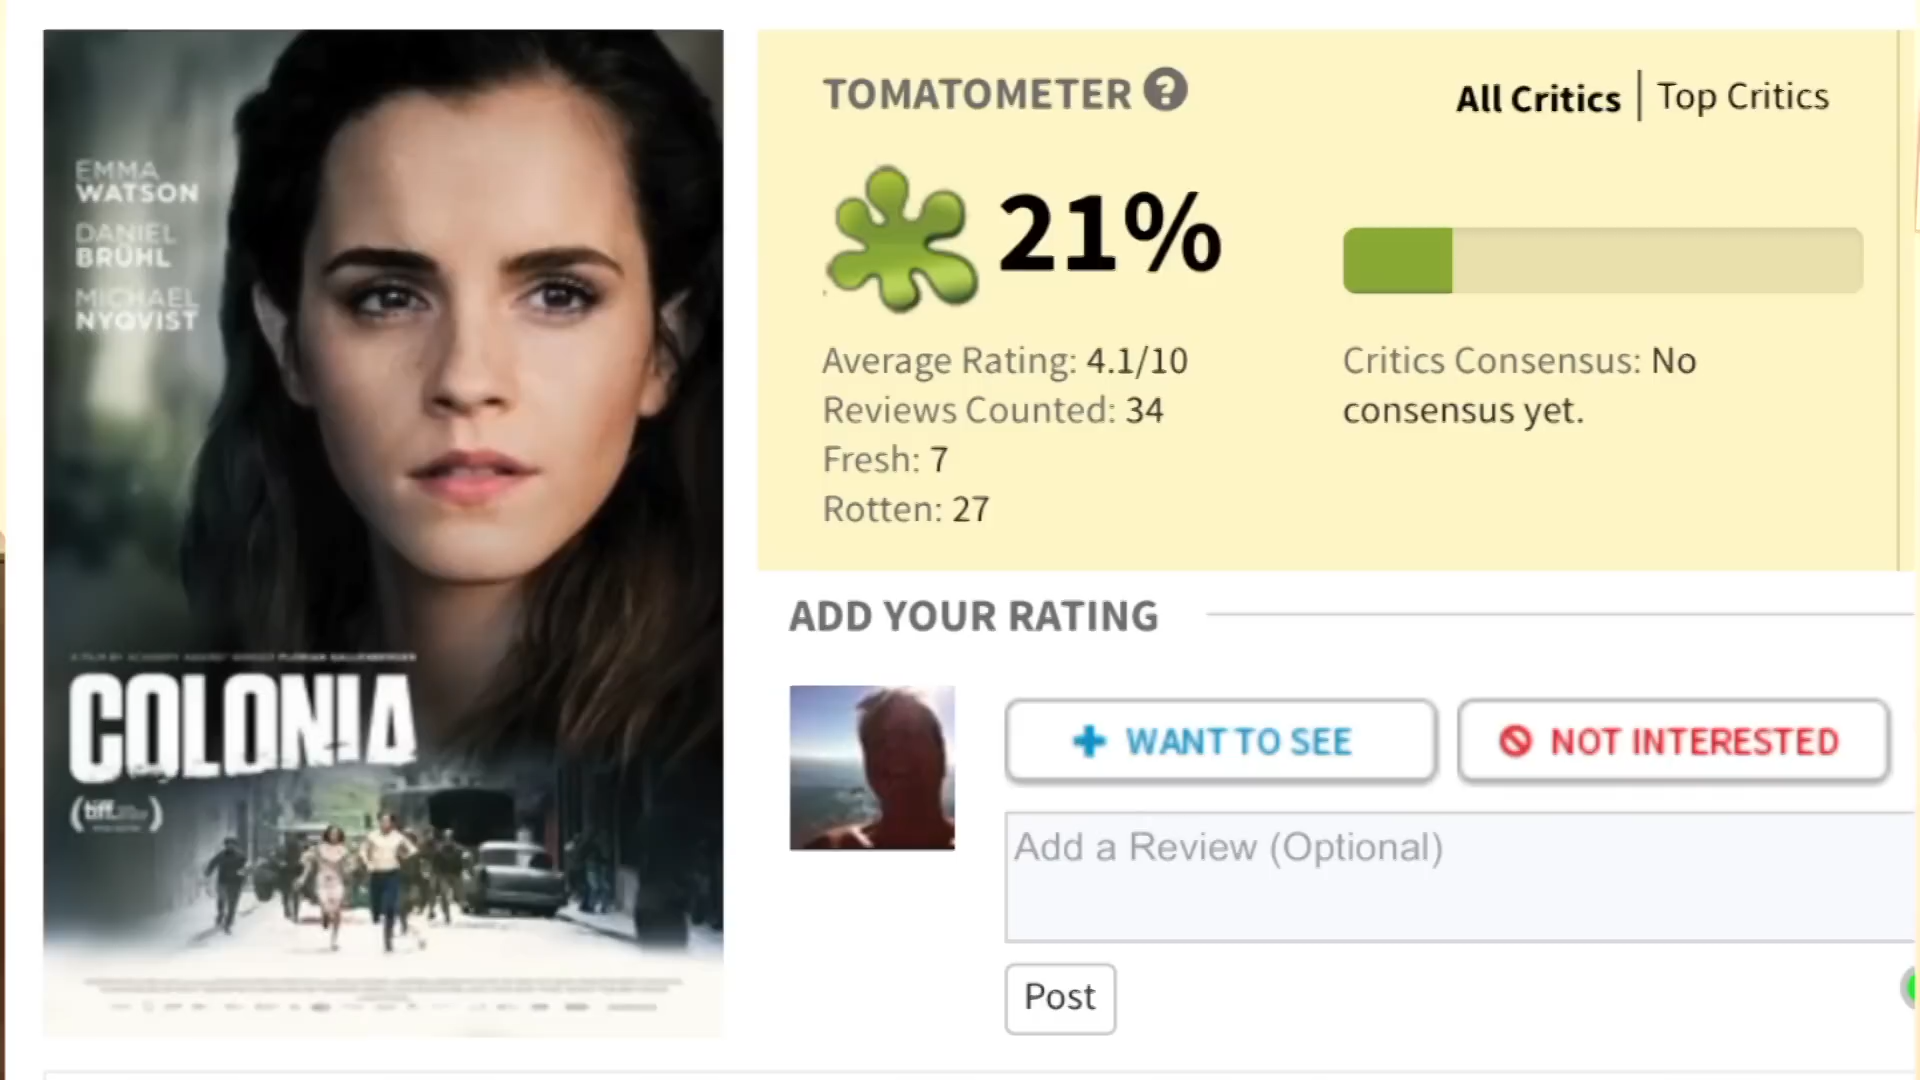 EMMA
WATSON
DANIEL
BRÜHL
MICHAEL
NYQVIST
COLONIA
(tiff.)
TOMATOMETER ?
All Critics | Top Critics
21%
Average Rating: 4.1/10
Reviews Counted: 34
Fresh: 7
Rotten: 27
Critics Consensus: No
consensus yet.
ADD YOUR RATING
WANT TO SEE
NOT INTERESTED
Add a Review (Optional)
Post